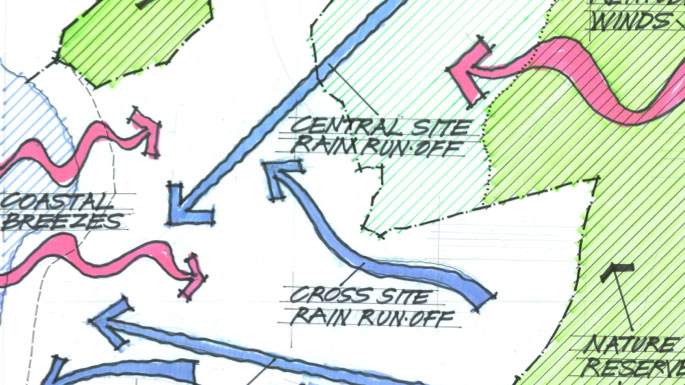 WINDS
CENTRAL SITE
RAIN RUN·OFF
COASTAL
BREEZES
CROSS SITE
RAIN RUN·OFF
NATURE
RESERVE